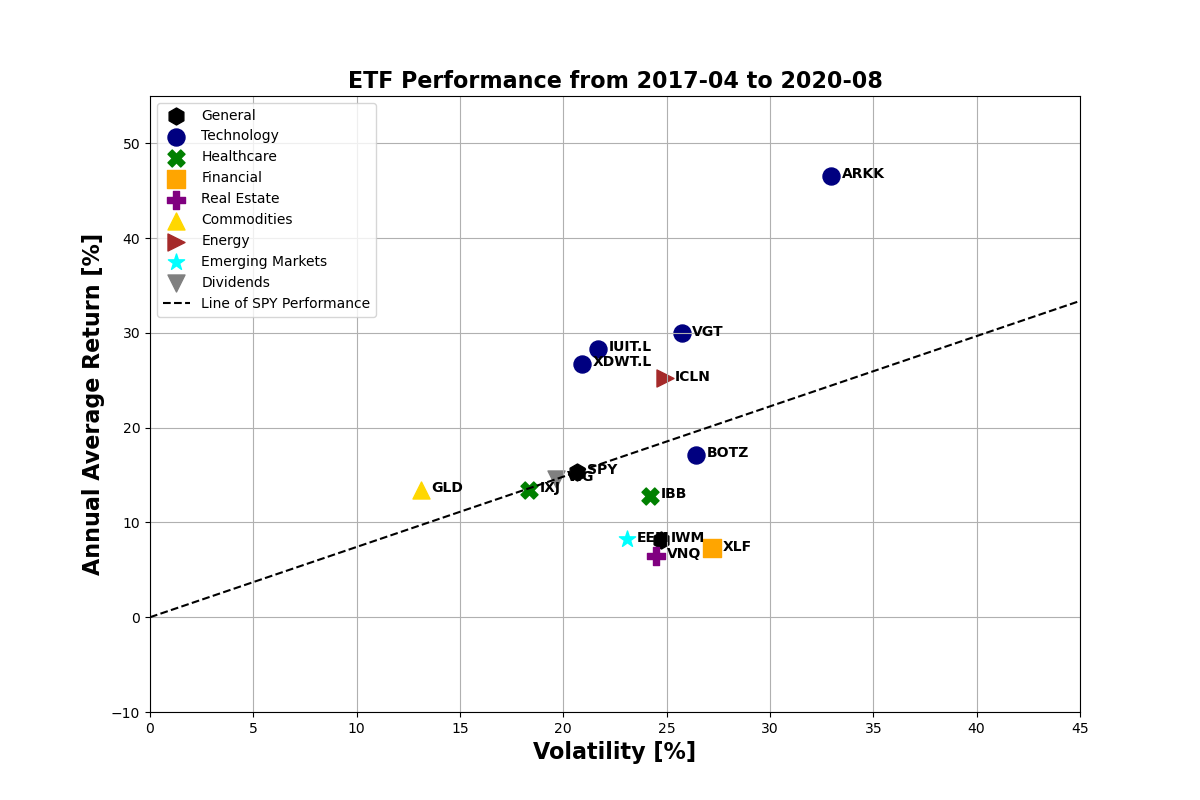 ETF Performance from 2017-04 to 2020-08
General
Technology
Healthcare
Financial
Real Estate
Commodities
Energy
Emerging Markets
Dividends
Line of SPY Performance
Annual Average Return [%]
50
40
30
20
10
0
−10
ARKK
VGT
IUIT.L
XDWT.L
ICLN
BOTZ
SPY
VIG
GLD
IXJ
IBB
EEM
IWM
XLF
VNQ
0 5 10 15 20 25 30 35 40 45
Volatility [%]